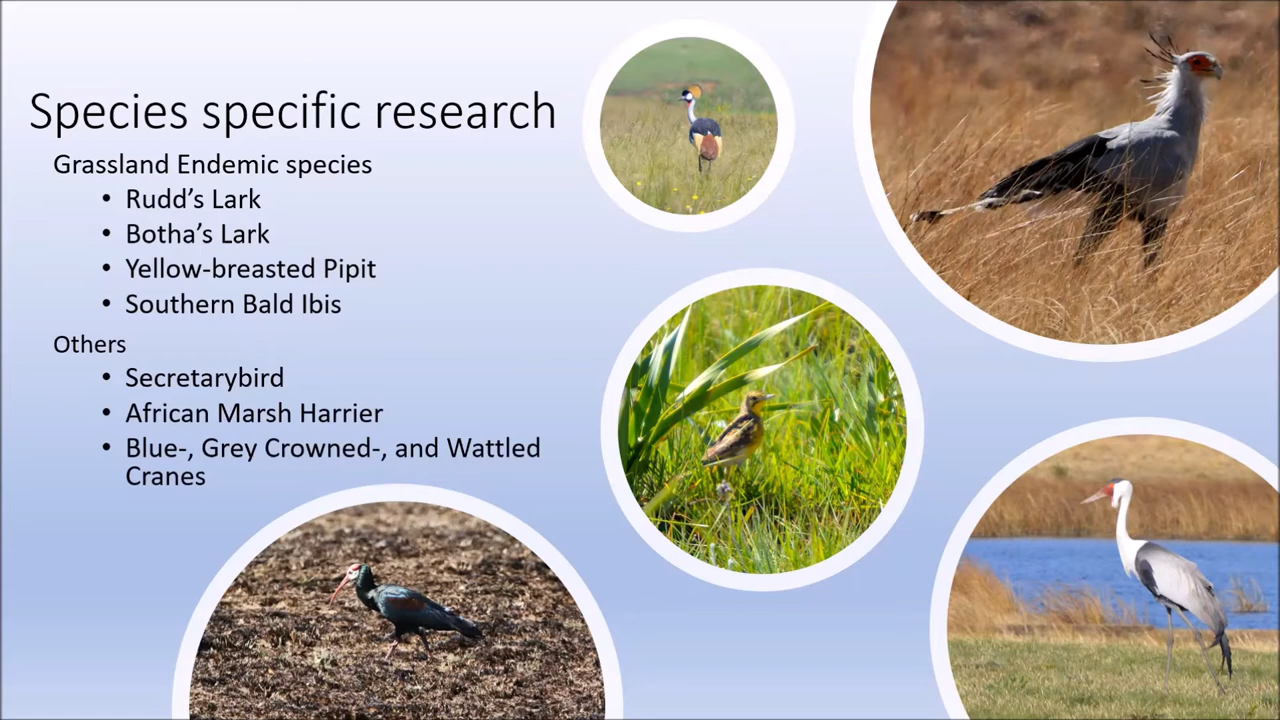 Species specific research
Grassland Endemic species
• Rudd’s Lark
• Botha’s Lark
• Yellow-breasted Pipit
• Southern Bald Ibis
Others
• Secretarybird
• African Marsh Harrier
• Blue-, Grey Crowned-, and Wattled
Cranes